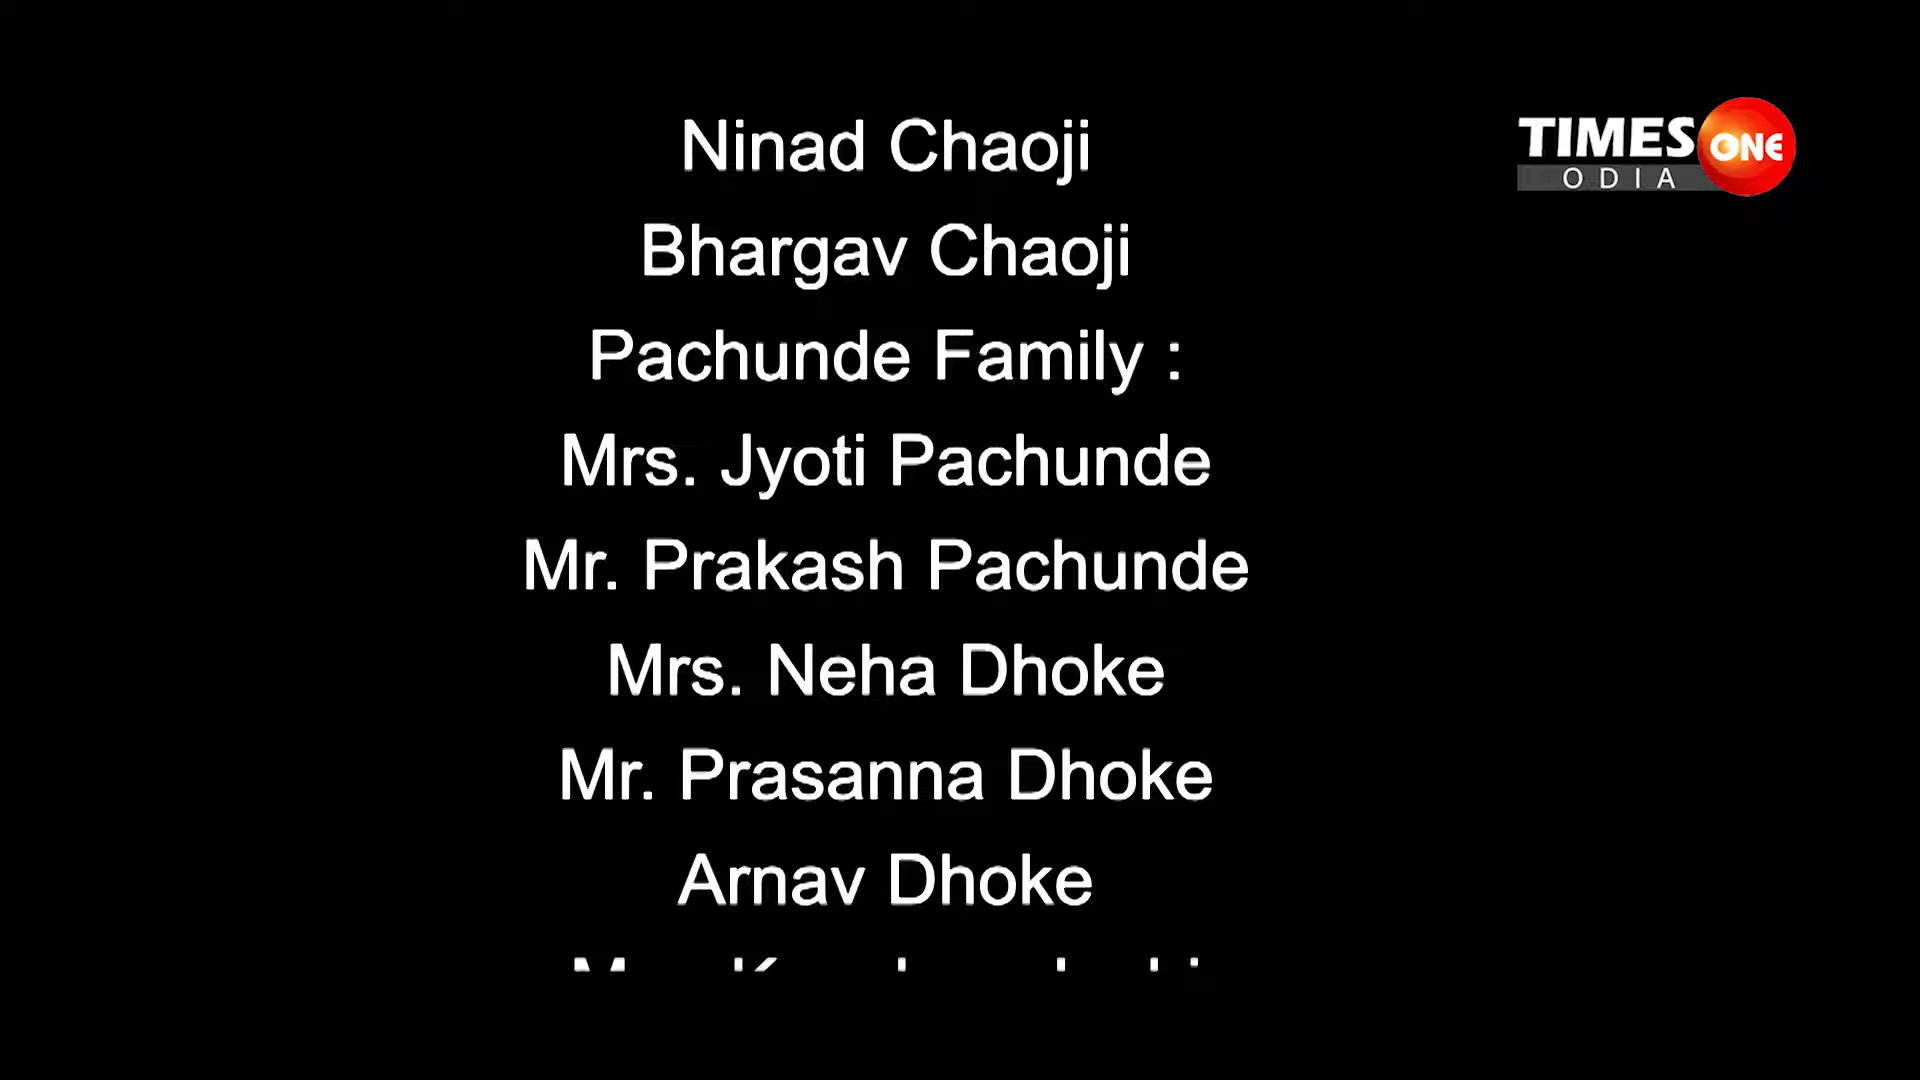 Ninad Chaoji
Bhargav Chaoji
Pachunde Family :
Mrs. Jyoti Pachunde
Mr. Prakash Pachunde
Mrs. Neha Dhoke
Mr. Prasanna Dhoke
Arnav Dhoke
TIMES ONE
ODIA